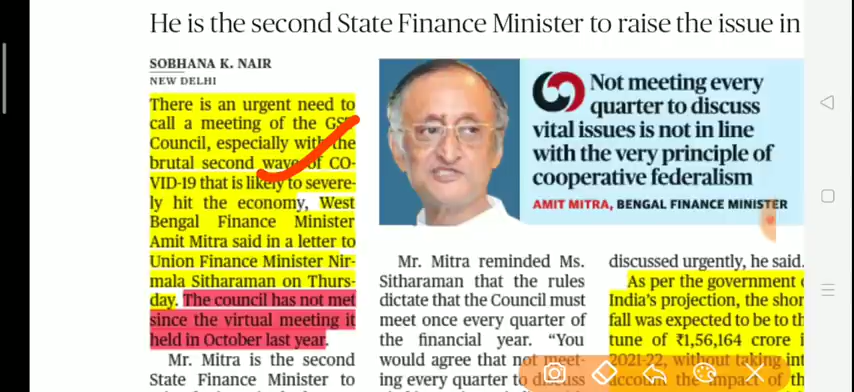 He is the second State Finance Minister to raise the issue in
SOBHANA K. NAIR
NEW DELHI
There is an urgent need to
call a meeting of the GST
Council, especially with the
brutal second wave of CO-
VID-19 that is likely to severe-
ly hit the economy, West
Bengal Finance Minister
Amit Mitra said in a letter to
Union Finance Minister Nir-
mala Sitharaman on Thurs-
day. The council has not met
since the virtual meeting it
held in October last year.
Mr. Mitra is the second
State Finance Minister to
Not meeting every
quarter to discuss
vital issues is not in line
with the very principle of
cooperative federalism
AMIT MITRA, BENGAL FINANCE MINISTER
Mr. Mitra reminded Ms.
Sitharaman that the rules
dictate that the Council must
meet once every quarter of
the financial year. “You
would agree that not meet-
ing every quarter to discuss
discussed urgently, he said.
As per the government
India’s projection, the shor
fall was expected to be to th
tune of ₹1,56,164 crore i
2021-22, without taking int
account the impact of th